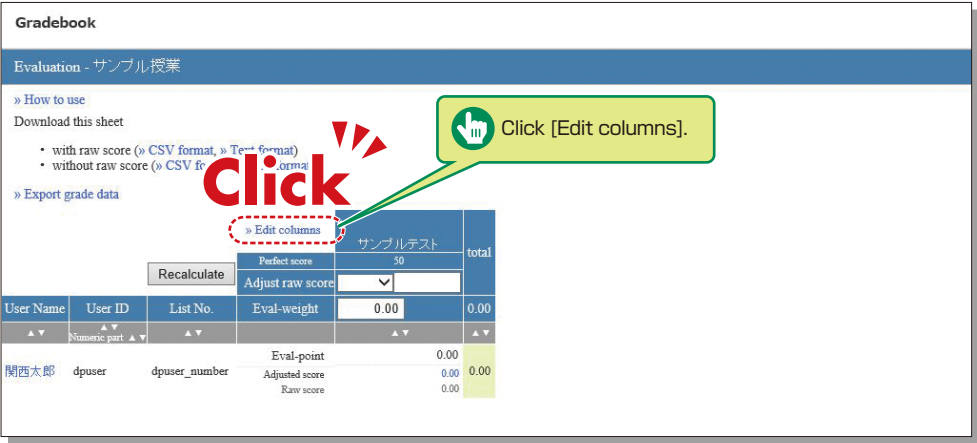 Gradebook
Evaluation - サンプル授業
» How to use
Download this sheet
• with raw score (» CSV format, » Text format)
• without raw score (» CSV fo format
Click
Click [Edit columns].
» Export grade data
» Edit columns
サンプルテスト
total
Perfect score 50
Recalculate
Adjust raw score
User Name User ID List No. Eval-weight 0.00 0.00
▲▼ ▲▼ ▲▼ ▲▼ ▲▼
Numeric part ▲▼
Eval-point 0.00
関西太郎 dpuser dpuser_number Adjusted score 0.00 0.00
Raw score 0.00